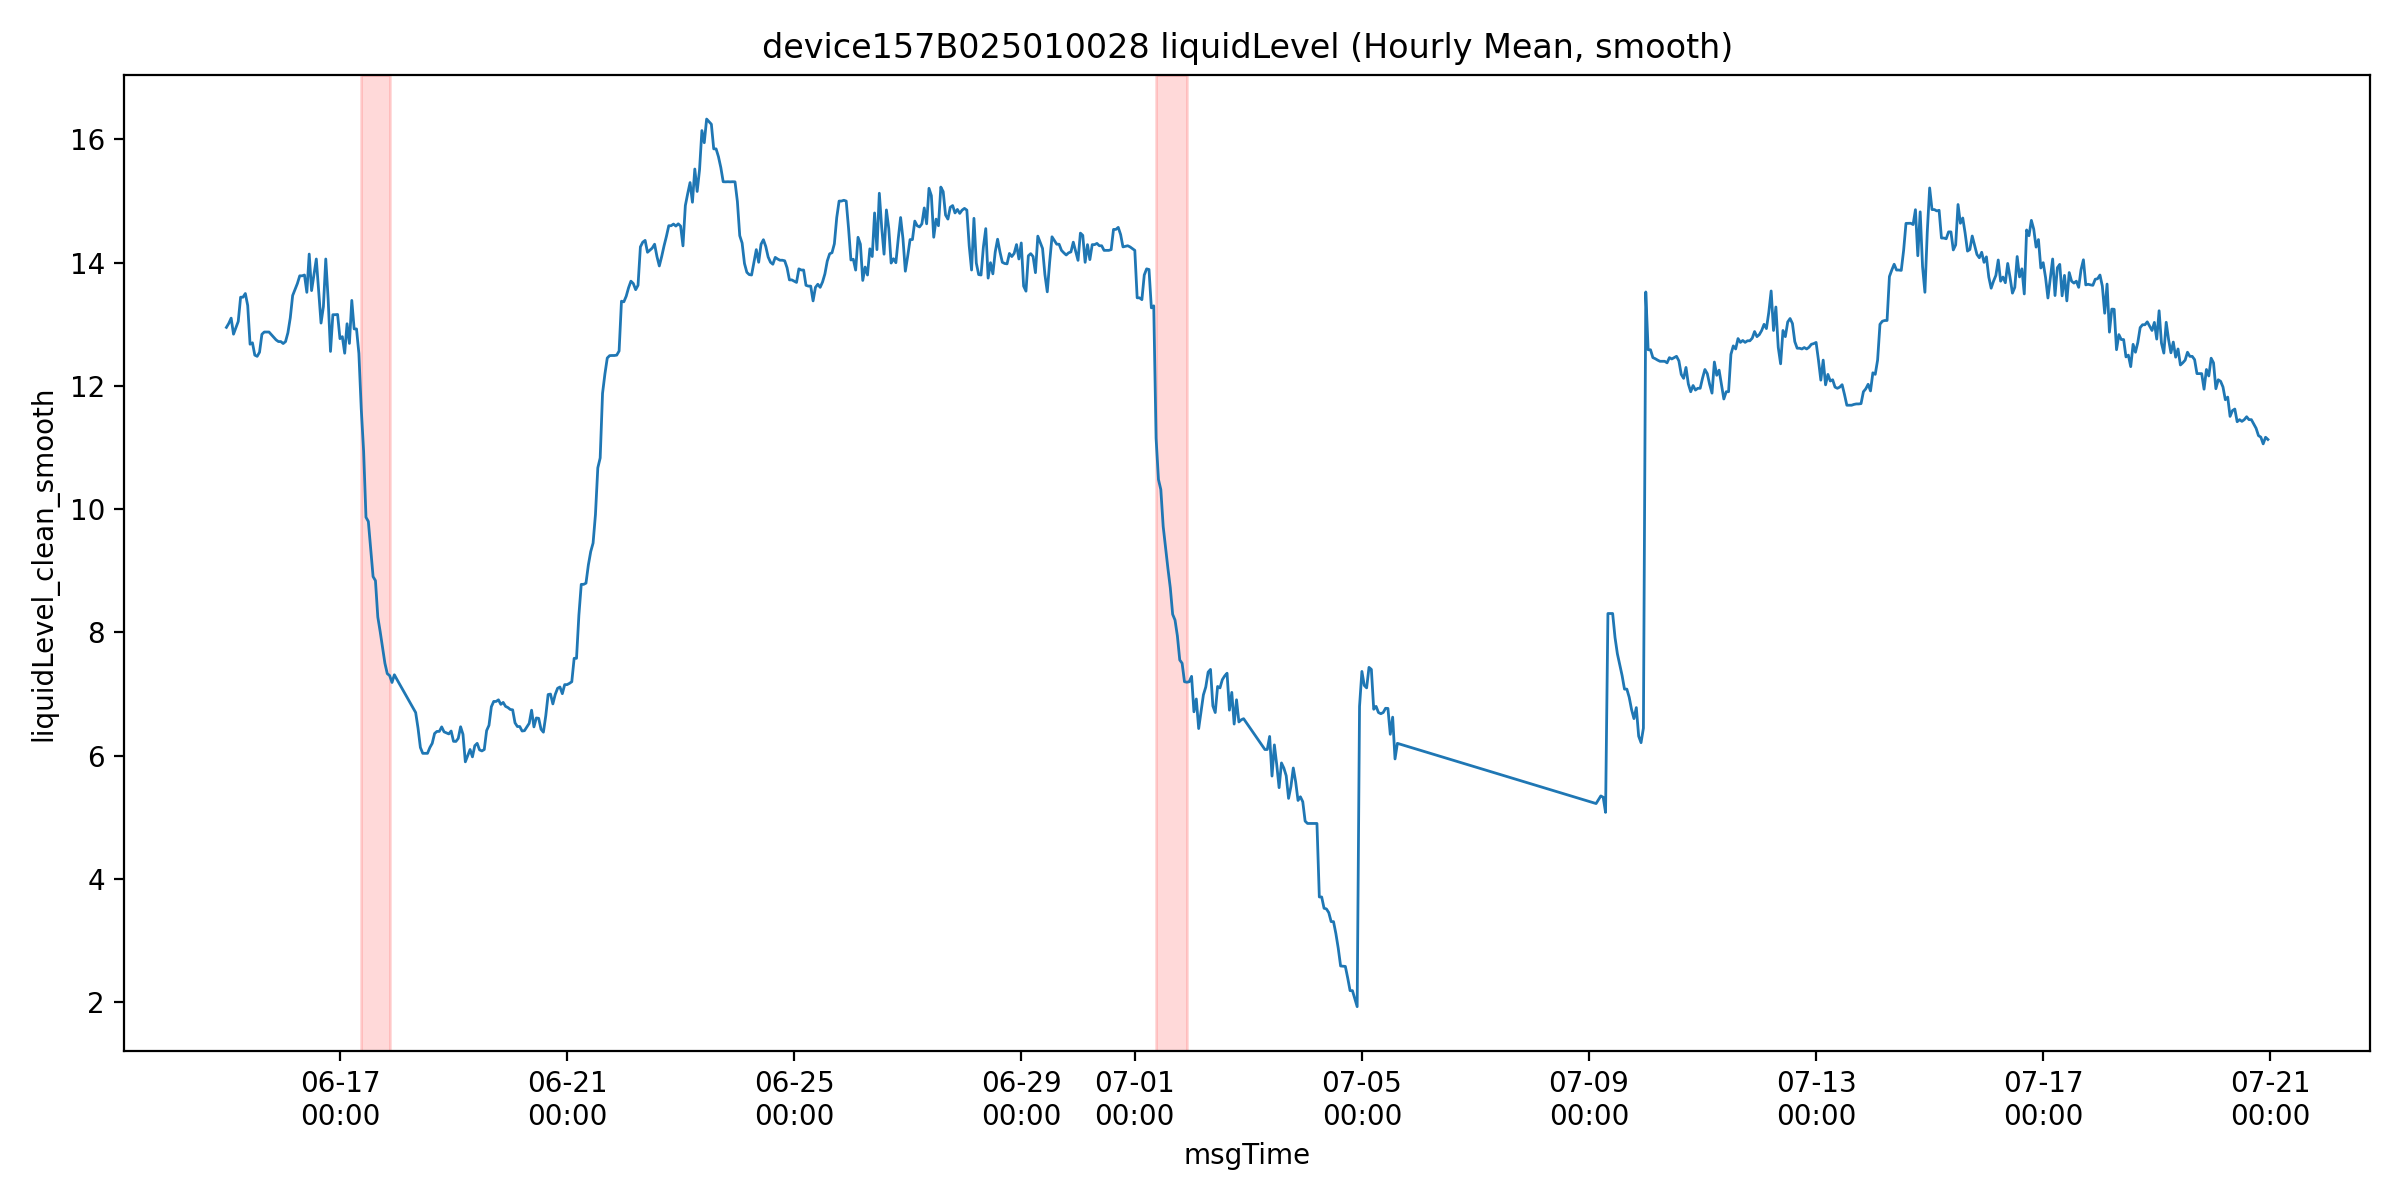 device157B025010028 liquidLevel (Hourly Mean, smooth)
liquidLevel_clean_smooth
16
14
12
10
8
6
4
2
06-17 06-21 06-25 06-29 07-01 07-05 07-09 07-13 07-17 07-21
00:00 00:00 00:00 00:00 00:00 00:00 00:00 00:00 00:00 00:00
msgTime